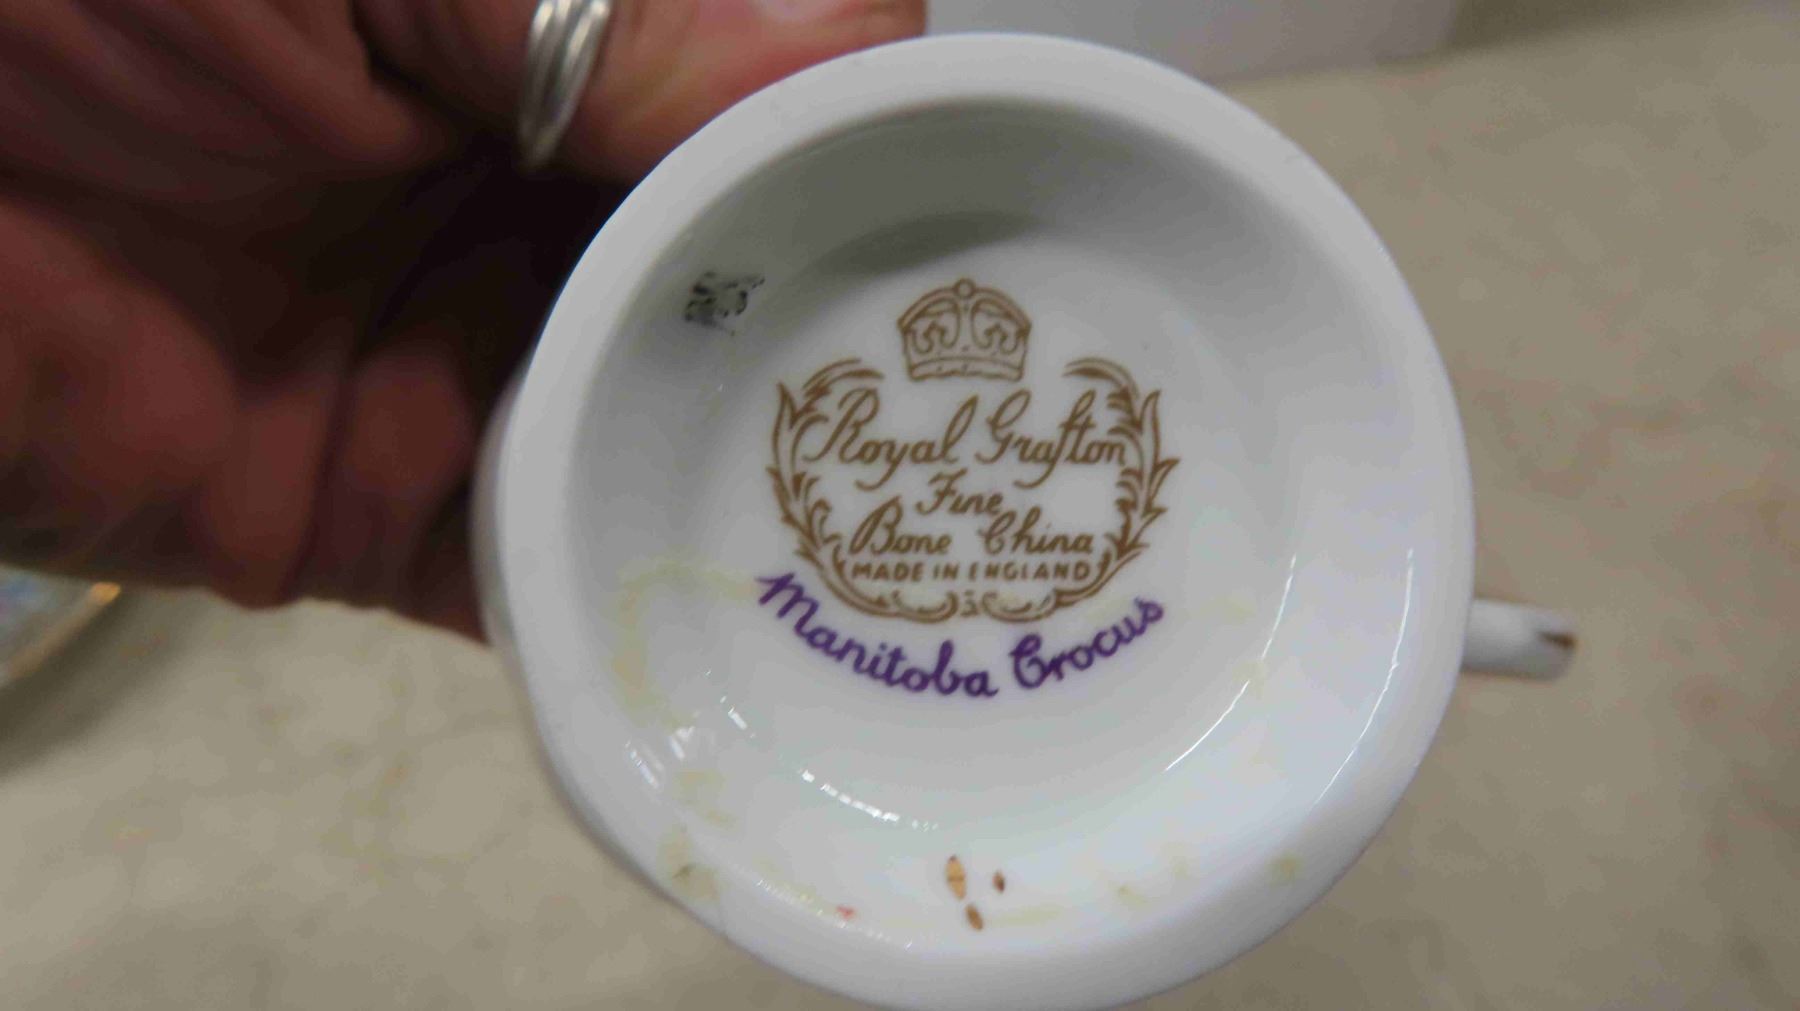 Royal Grafton
Fine
Bone China
MADE IN ENGLAND
Manitoba Crocus